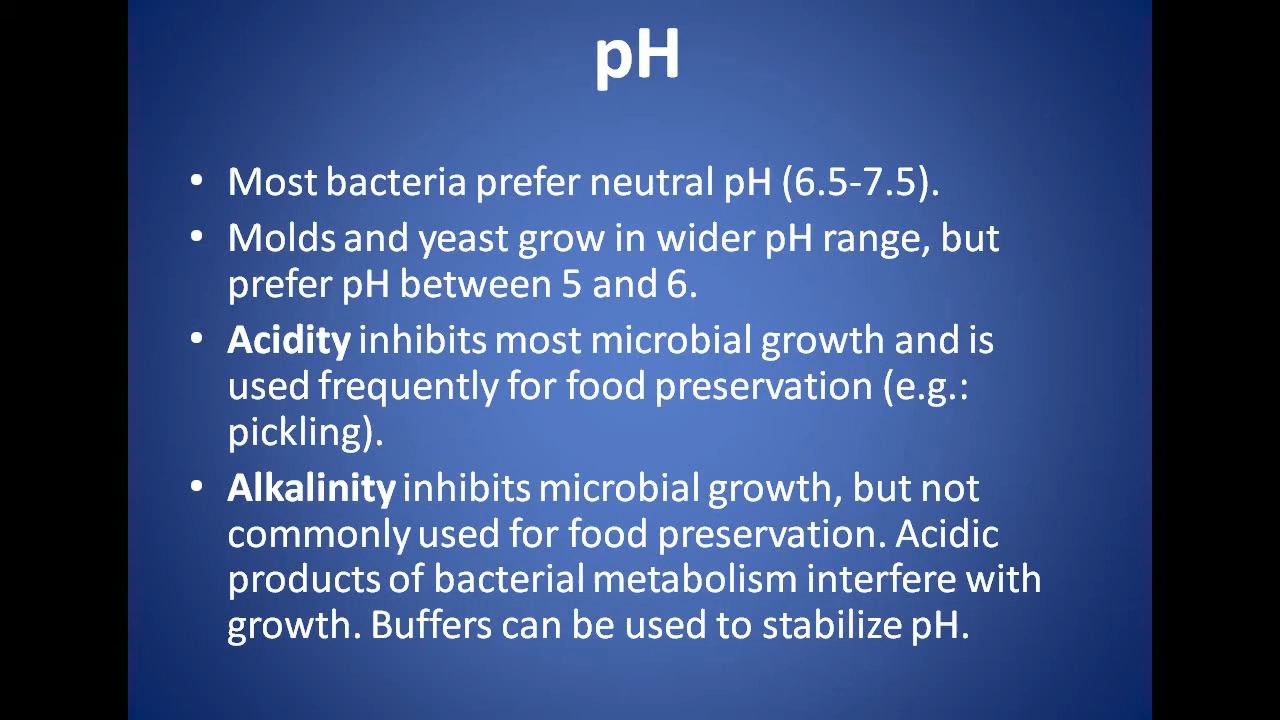 pH
• Most bacteria prefer neutral pH (6.5-7.5).
• Molds and yeast grow in wider pH range, but
prefer pH between 5 and 6.
• Acidity inhibits most microbial growth and is
used frequently for food preservation (e.g.:
pickling).
• Alkalinity inhibits microbial growth, but not
commonly used for food preservation. Acidic
products of bacterial metabolism interfere with
growth. Buffers can be used to stabilize pH.